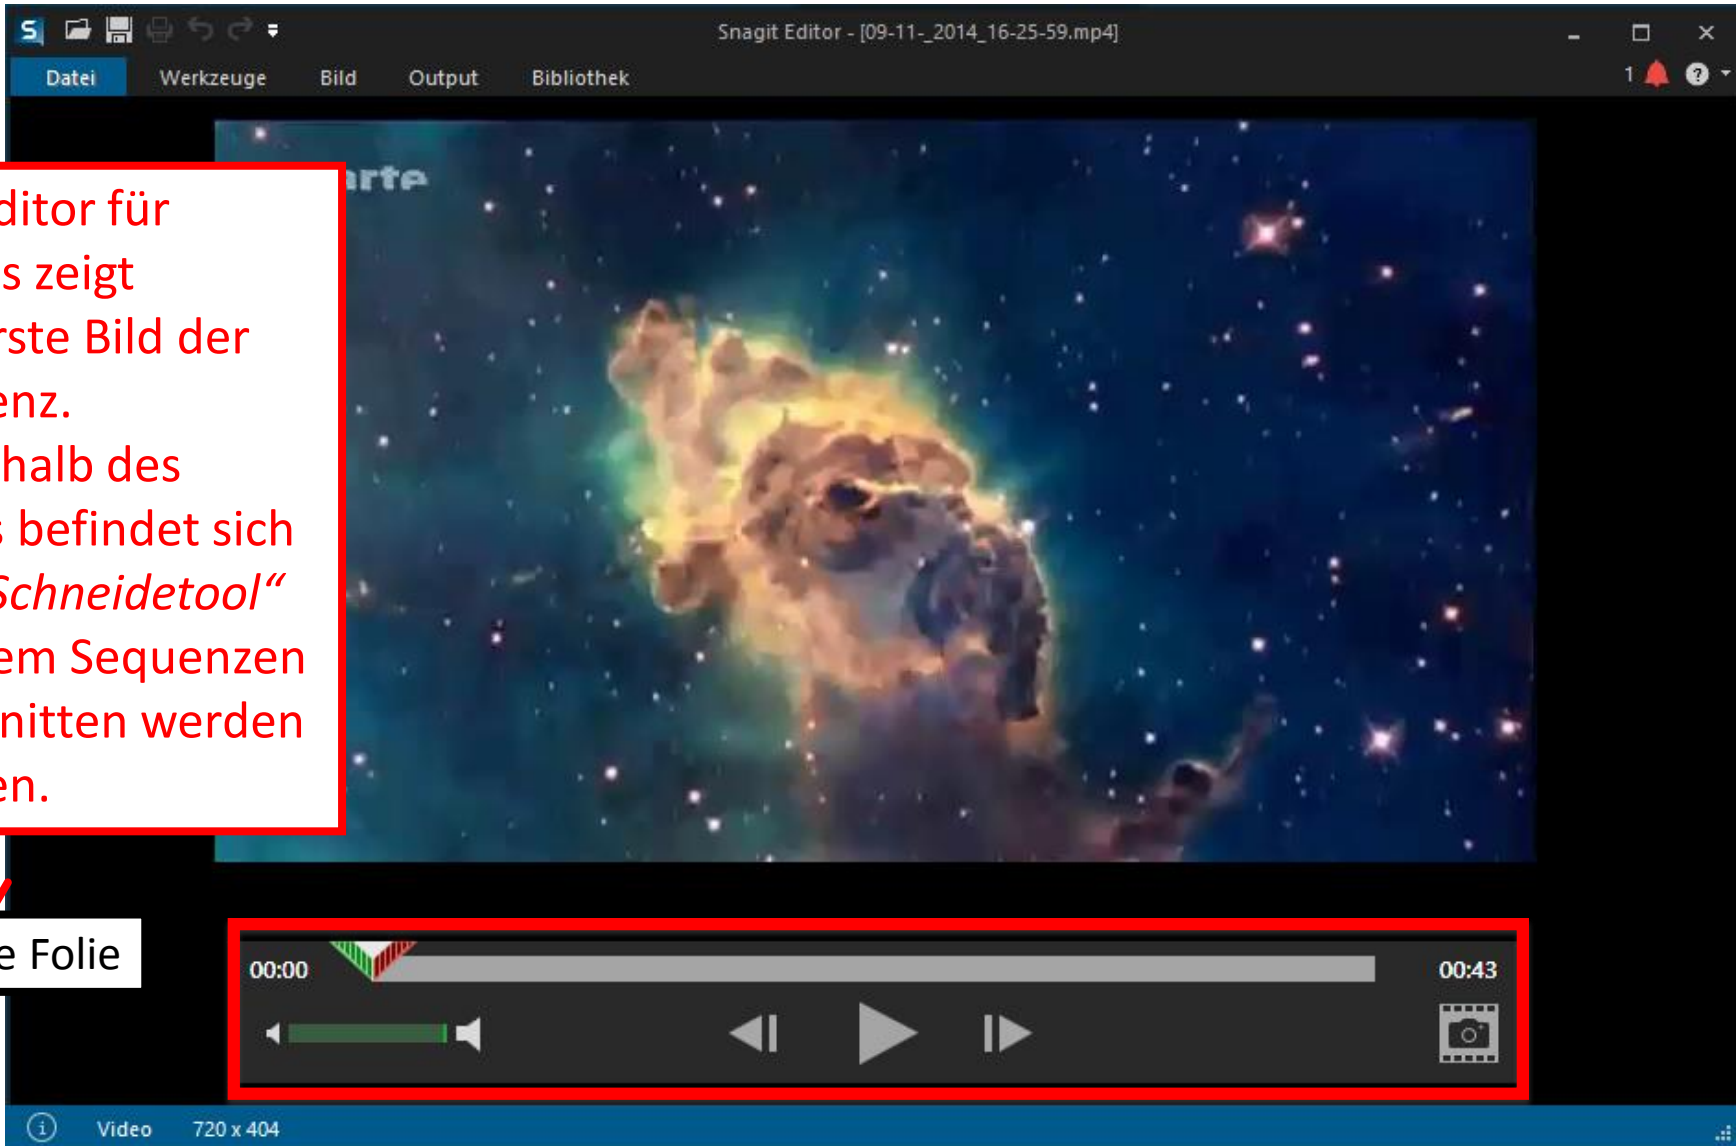 Snagit Editor - [09-11-_2014_16-25-59.mp4]
Datei Werkzeuge Bild Output Bibliothek 1
arte
ditor für
s zeigt
rste Bild der
enz.
halb des
s befindet sich
Schneidetool“
em Sequenzen
nitten werden
en.
e Folie
00:00 00:43
Video 720 x 404